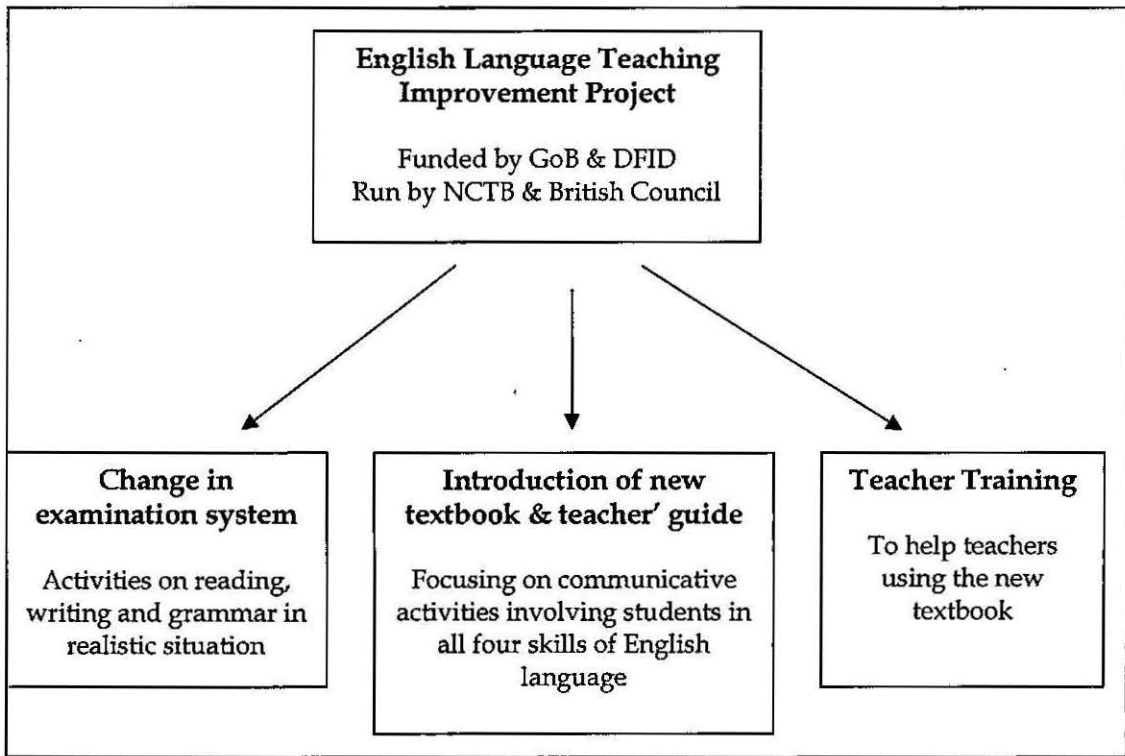 English Language Teaching
Improvement Project
Funded by GoB & DFID
Run by NCTB & British Council
Change in
examination system
Activities on reading,
writing and grammar in
realistic situation
Introduction of new
textbook & teacher' guide
Focusing on communicative
activities involving students in
all four skills of English
language
Teacher Training
To help teachers
using the new
textbook